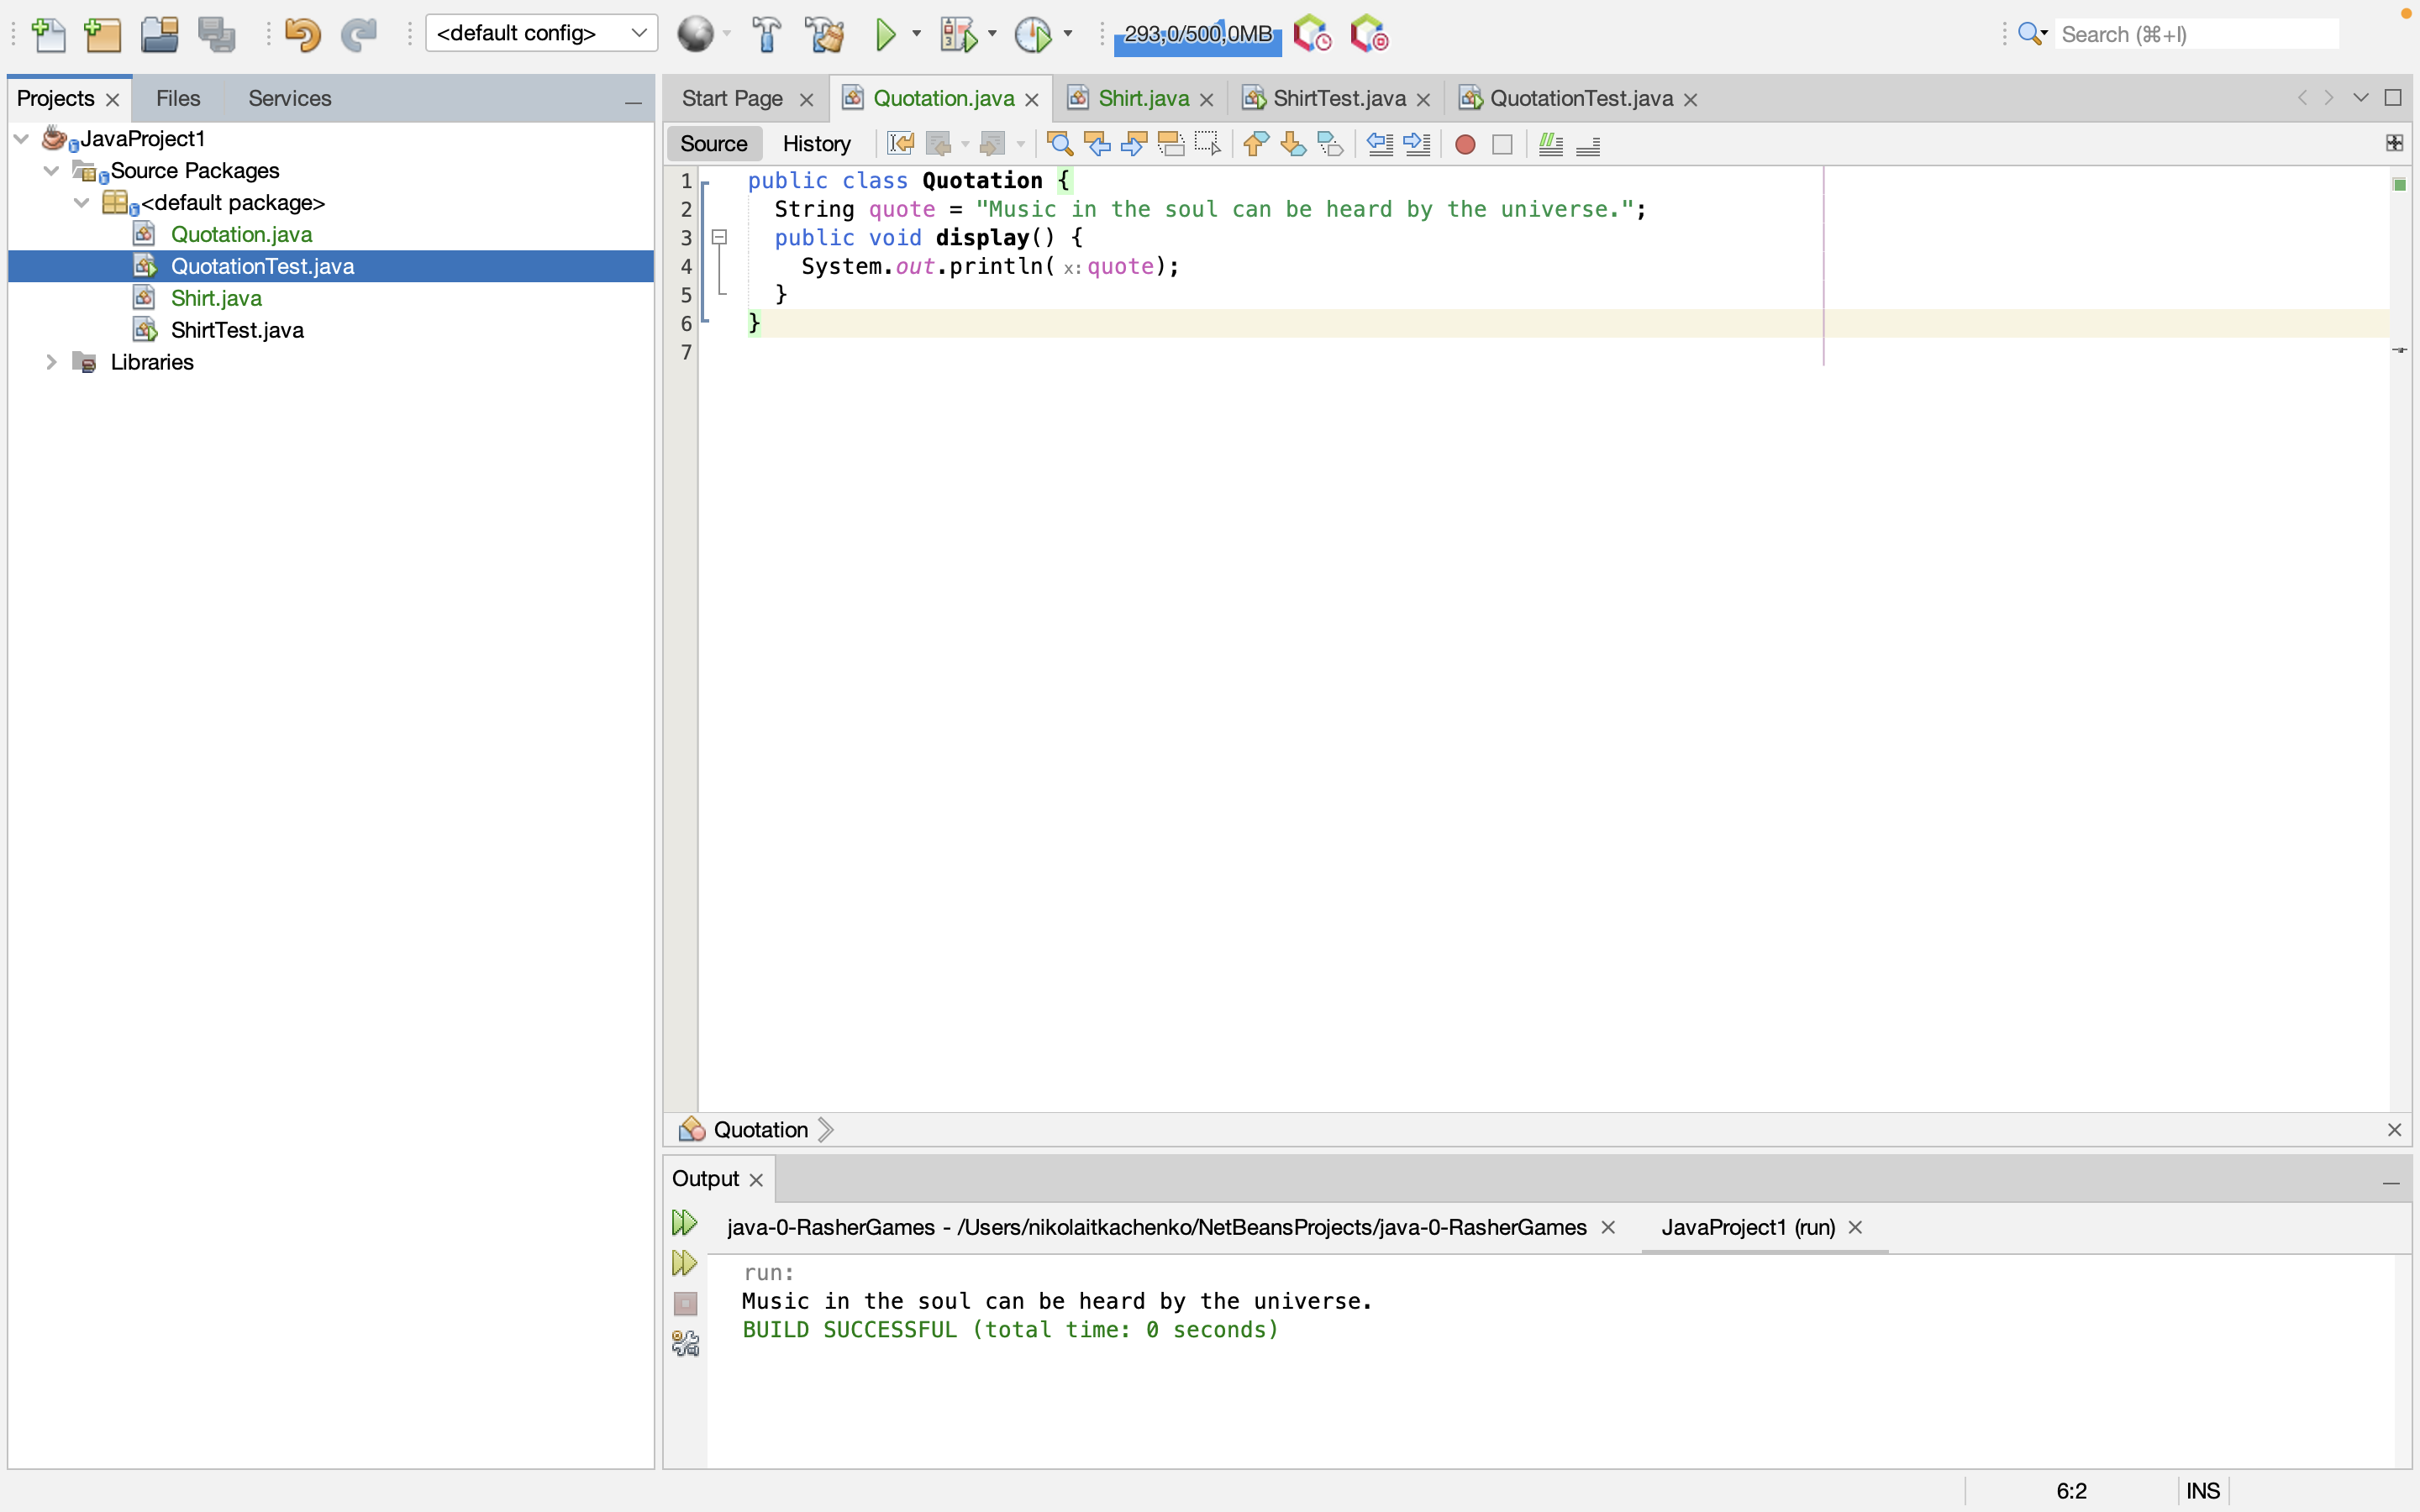 <default config>
293,0/500,0MB
Search (⌘+I)
Projects
Files
Services
JavaProject1
Source Packages
<default package>
Quotation.java
QuotationTest.java
Shirt.java
ShirtTest.java
Libraries
Start Page
Quotation.java
Shirt.java
ShirtTest.java
QuotationTest.java
Source
History
1 public class Quotation {
2 String quote = "Music in the soul can be heard by the universe.";
3 public void display() {
4 System.out.println( x: quote);
5 }
6 }
7
Quotation
Output
java-0-RasherGames - /Users/nikolaitkachenko/NetBeansProjects/java-0-RasherGames
JavaProject1 (run)
run:
Music in the soul can be heard by the universe.
BUILD SUCCESSFUL (total time: 0 seconds)
6:2
INS